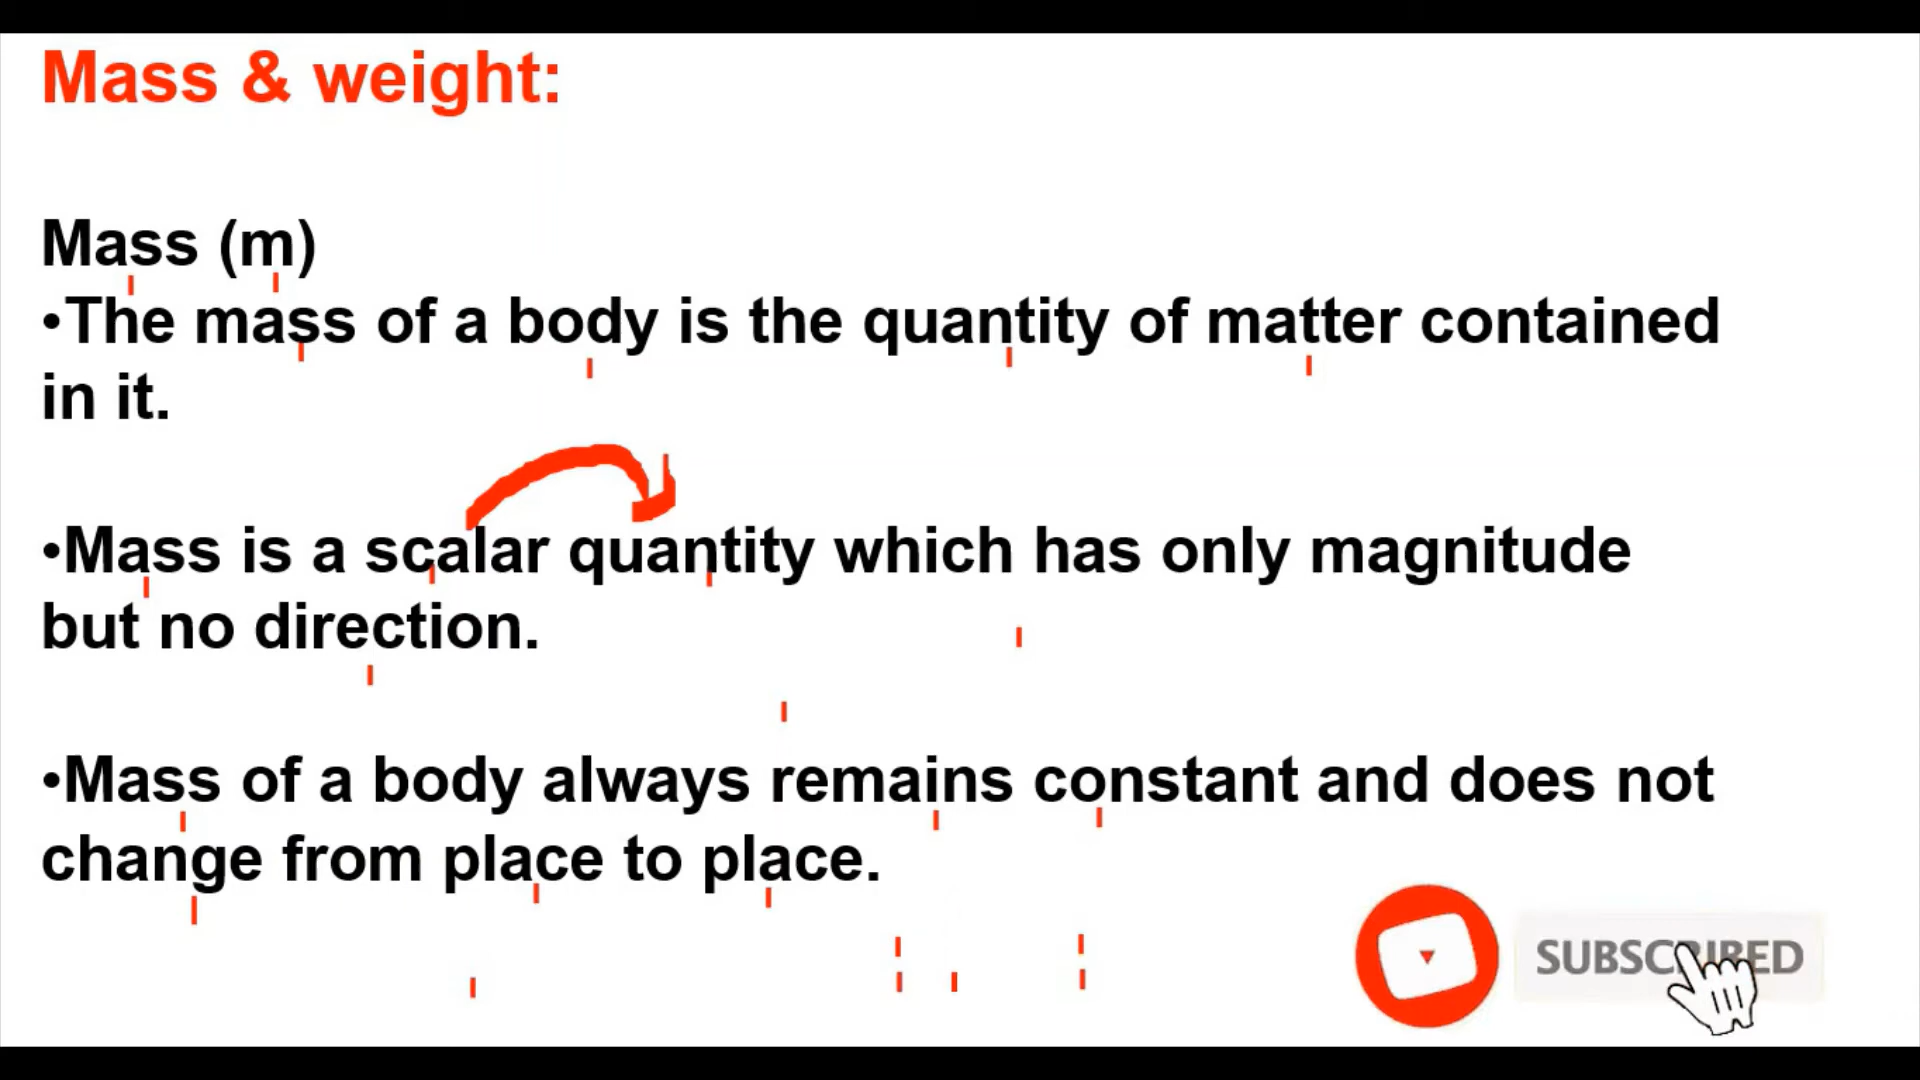 Mass & weight:
Mass (m)
•The mass of a body is the quantity of matter contained
in it.
•Mass is a scalar quantity which has only magnitude
but no direction.
•Mass of a body always remains constant and does not
change from place to place.
SUBSCRIBED